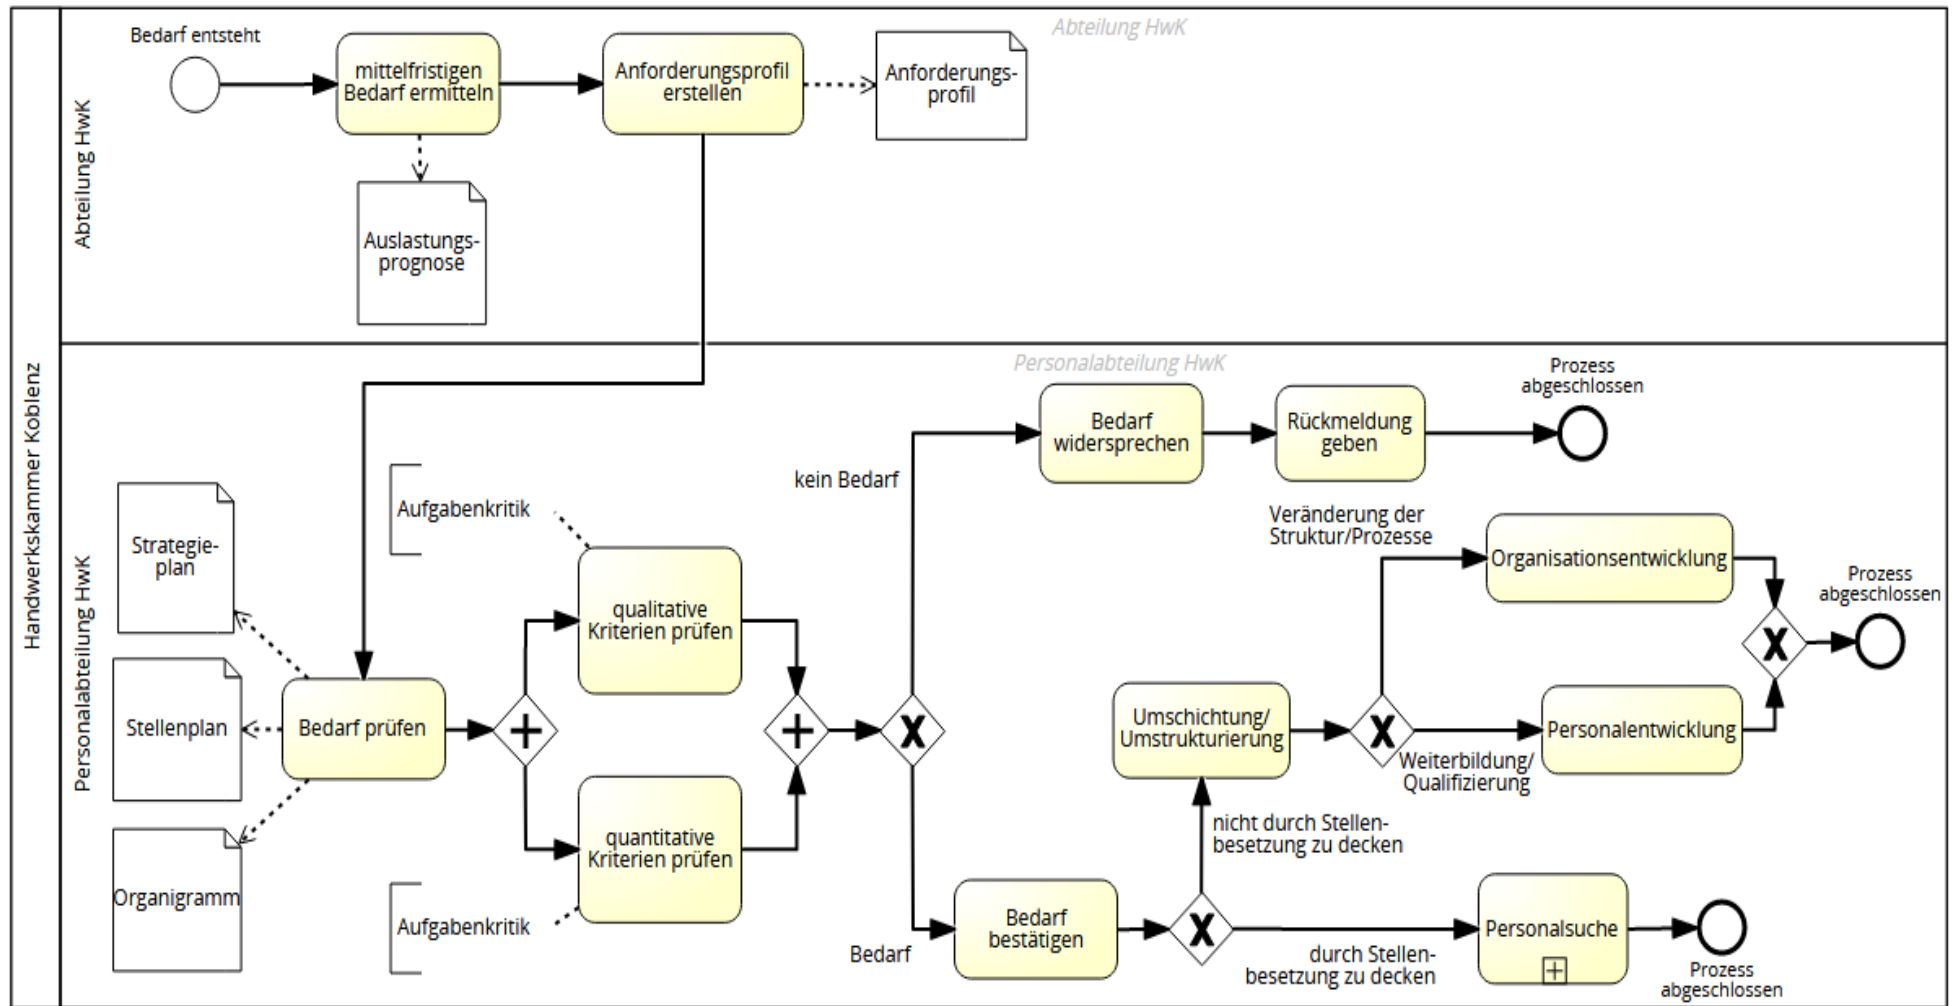 Handwerkskammer Koblenz
Abteilung HwK
Abteilung HwK
Bedarf entsteht
mittelfristigen
Bedarf ermitteln
Anforderungsprofil
erstellen
Anforderungs-
profil
Auslastungs-
prognose
Personalabteilung HwK
Personalabteilung HwK
Strategie-
plan
Stellenplan
Organigramm
Bedarf prüfen
Aufgabenkritik
qualitative
Kriterien prüfen
quantitative
Kriterien prüfen
Aufgabenkritik
kein Bedarf
Bedarf
widersprechen
Rückmeldung
geben
Prozess
abgeschlossen
Veränderung der
Struktur/Prozesse
Organisationsentwicklung
Prozess
abgeschlossen
Umschichtung/
Umstrukturierung
Weiterbildung/
Qualifizierung
Personalentwicklung
nicht durch Stellen-
besetzung zu decken
Bedarf
Bedarf
bestätigen
durch Stellen-
besetzung zu decken
Personalsuche
Prozess
abgeschlossen